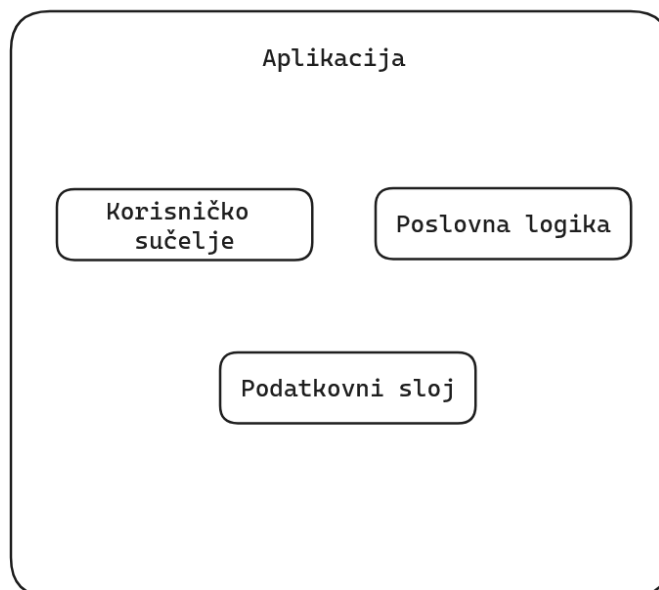 Aplikacija
Korisničko
sučelje
Poslovna logika
Podatkovni sloj